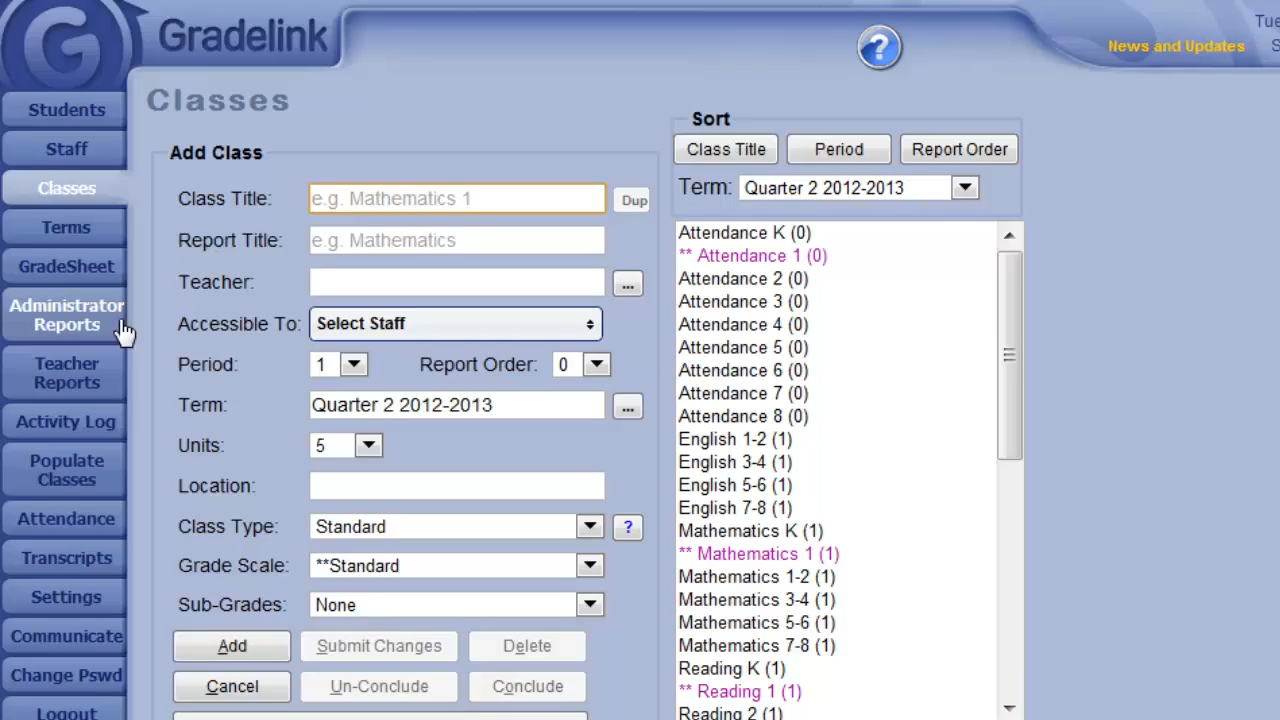 G
Gradelink
Tue
News and Updates
S
Students
Staff
Classes
Terms
GradeSheet
Administrator
Reports
Teacher
Reports
Activity Log
Populate
Classes
Attendance
Transcripts
Settings
Communicate
Change Pswd
Logout
Classes
Add Class
Class Title: e.g. Mathematics 1 Dup
Report Title: e.g. Mathematics
Teacher: ...
Accessible To: Select Staff
Period: 1 Report Order: 0
Term: Quarter 2 2012-2013 ...
Units: 5
Location:
Class Type: Standard ?
Grade Scale: **Standard
Sub-Grades: None
Add Submit Changes Delete
Cancel Un-Conclude Conclude
?
Sort
Class Title Period Report Order
Term: Quarter 2 2012-2013
Attendance K (0)
** Attendance 1 (0)
Attendance 2 (0)
Attendance 3 (0)
Attendance 4 (0)
Attendance 5 (0)
Attendance 6 (0)
Attendance 7 (0)
Attendance 8 (0)
English 1-2 (1)
English 3-4 (1)
English 5-6 (1)
English 7-8 (1)
Mathematics K (1)
** Mathematics 1 (1)
Mathematics 1-2 (1)
Mathematics 3-4 (1)
Mathematics 5-6 (1)
Mathematics 7-8 (1)
Reading K (1)
** Reading 1 (1)
Reading 2 (1)